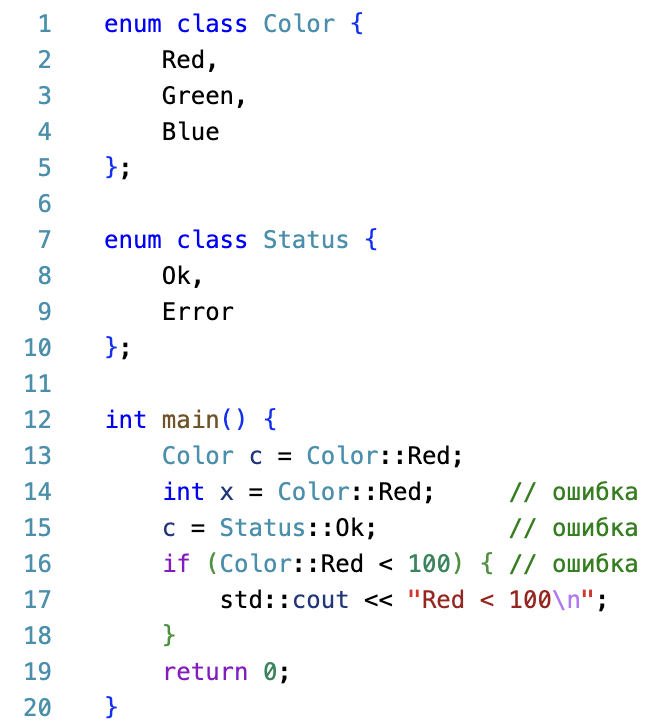 1 enum class Color {
2     Red,
3     Green,
4     Blue
5 };
6
7 enum class Status {
8     Ok,
9     Error
10 };
11
12 int main() {
13     Color c = Color::Red;
14     int x = Color::Red;     // ошибка
15     c = Status::Ok;         // ошибка
16     if (Color::Red < 100) { // ошибка
17         std::cout << "Red < 100\n";
18     }
19     return 0;
20 }